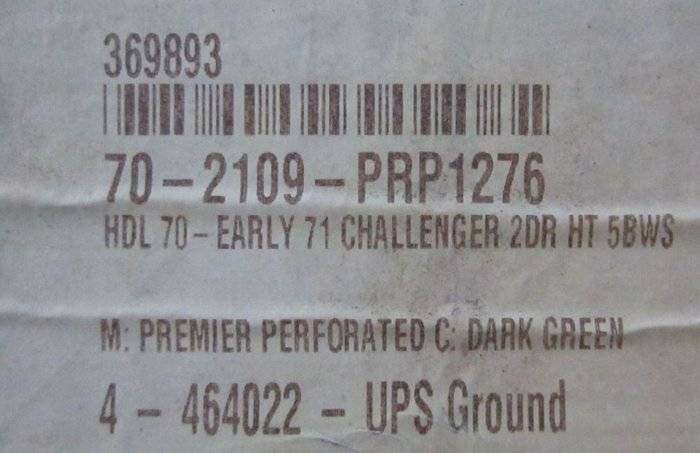 369893
70-2109-PRP1276
HDL 70-EARLY 71 CHALLENGER 2DR HT 5BWS
M: PREMIER PERFORATED C: DARK GREEN
4 - 464022 - UPS Ground